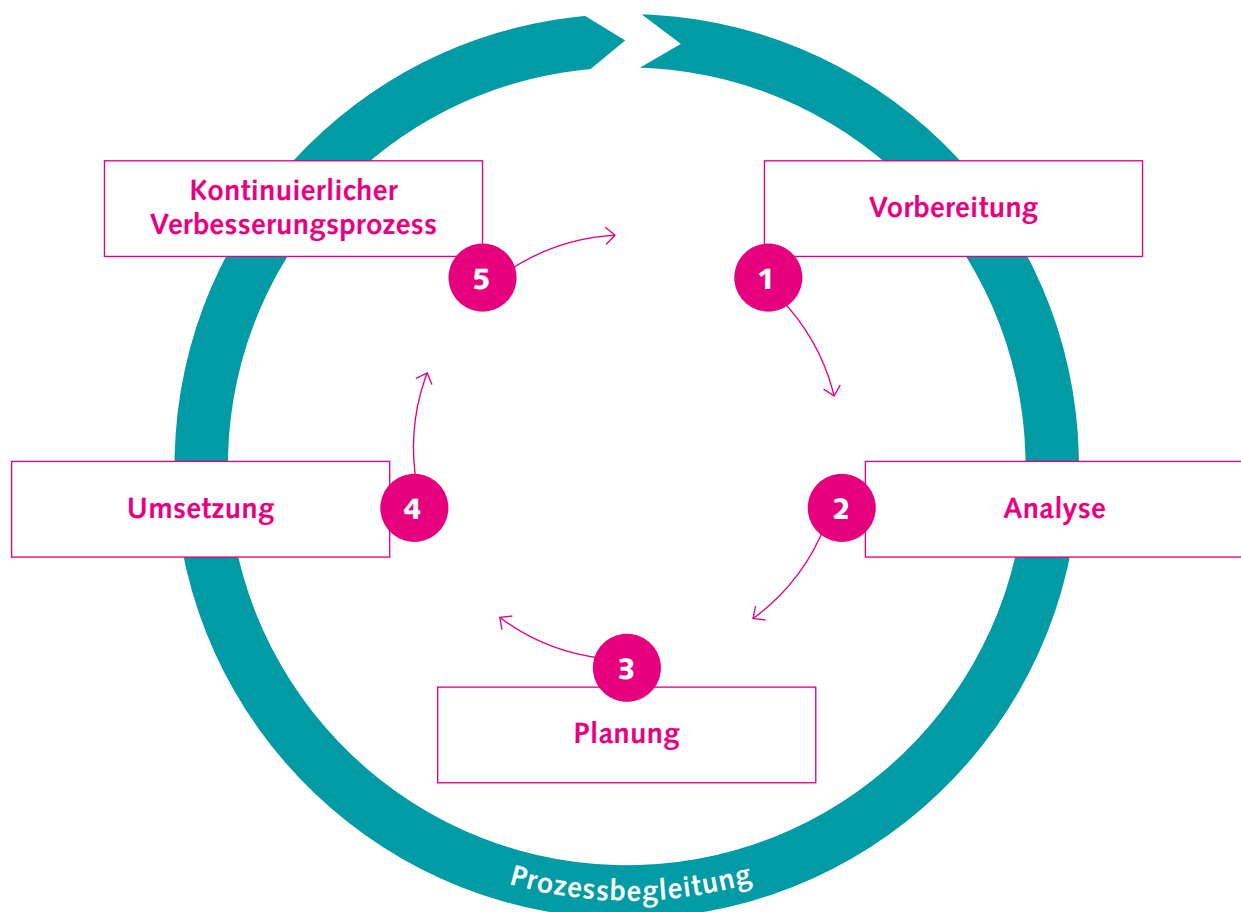 Vorbereitung
1
Analyse
2
3
Planung
Umsetzung
4
Kontinuierlicher
Verbesserungsprozess
5
Prozessbegleitung